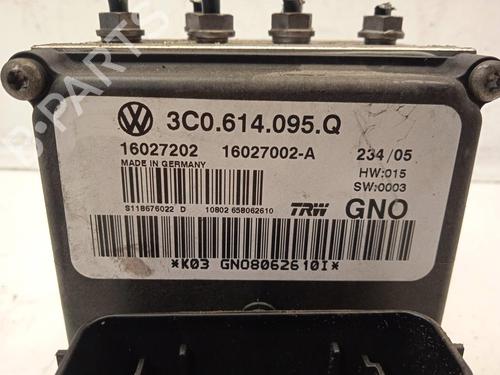 B-PARTS
3C0.614.095.Q
16027202 16027002-A 234/05
MADE IN GERMANY HW:015
SW:0003
S118676022 D 10802 658062610 TRW GNO
*K03 GNO8062610I*